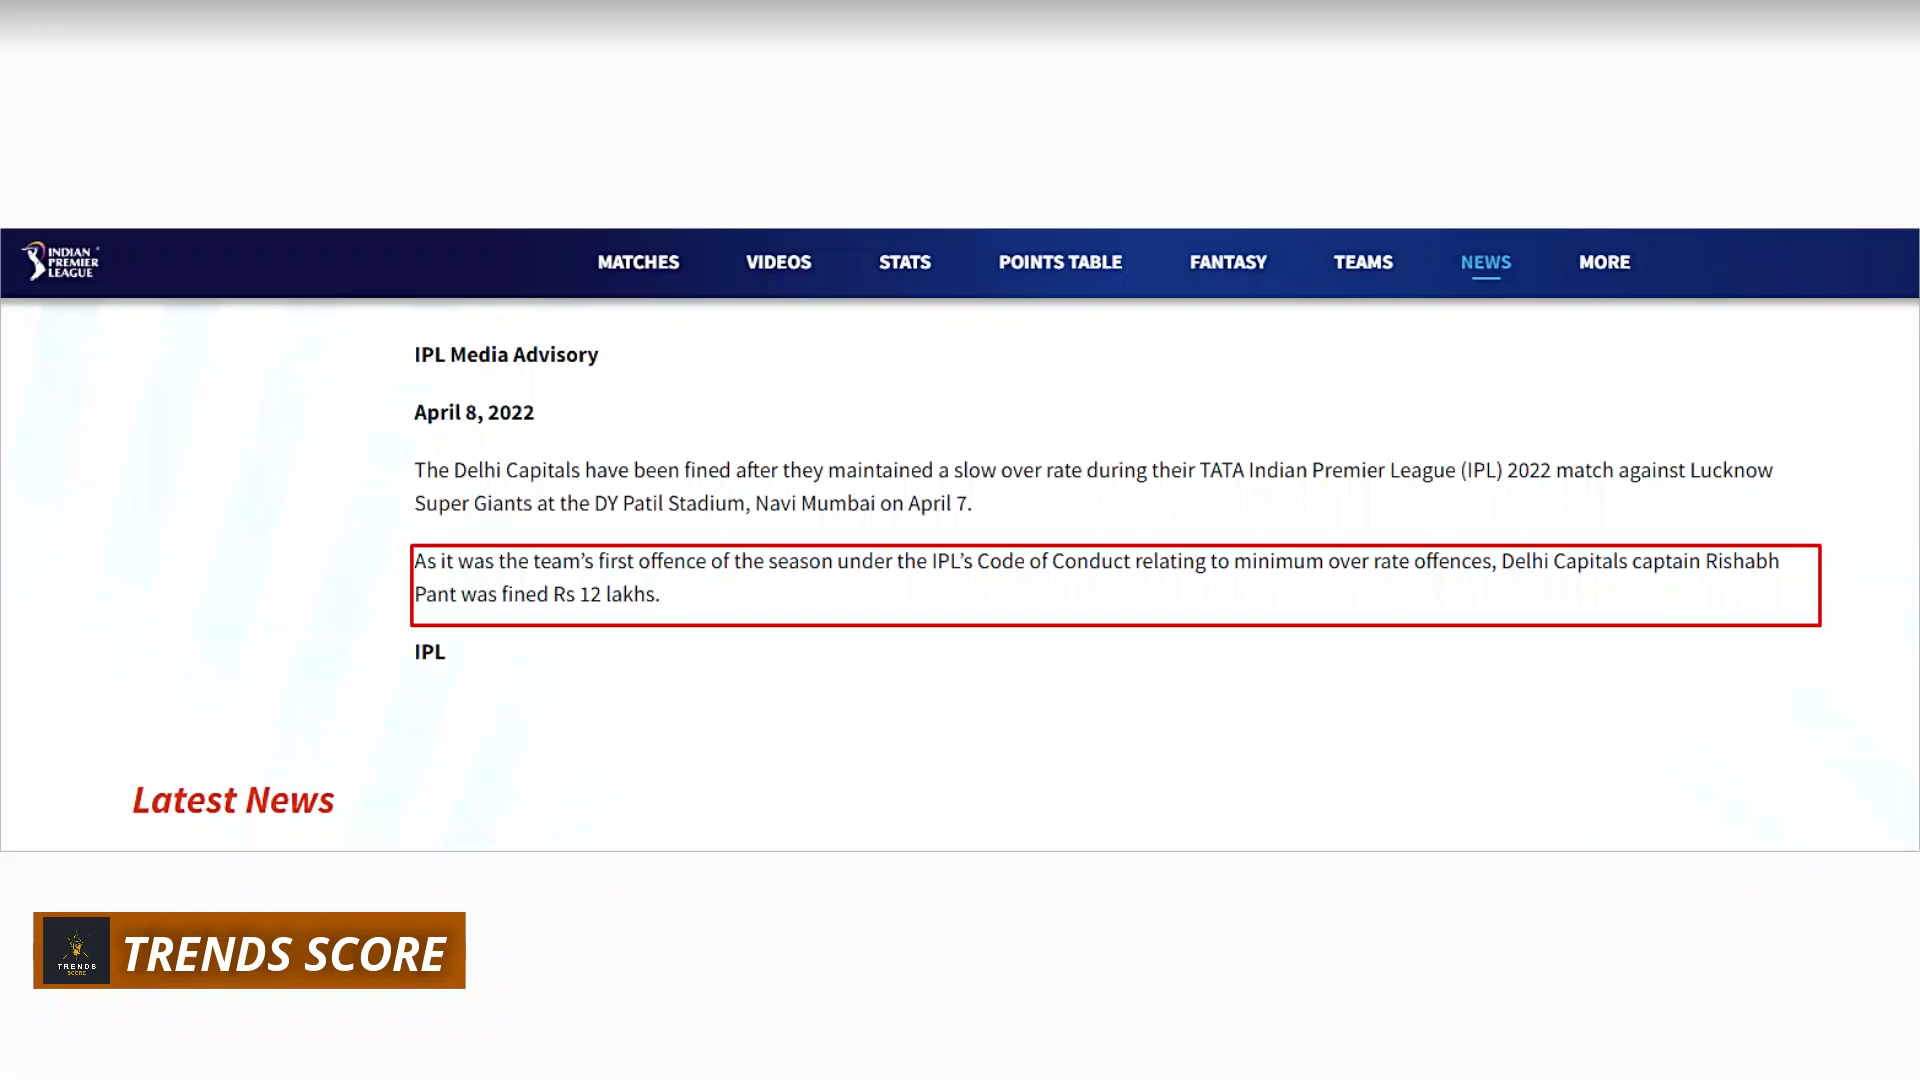 INDIAN
PREMIER
LEAGUE
MATCHES VIDEOS STATS POINTS TABLE FANTASY TEAMS NEWS MORE
IPL Media Advisory
April 8, 2022
The Delhi Capitals have been fined after they maintained a slow over rate during their TATA Indian Premier League (IPL) 2022 match against Lucknow
Super Giants at the DY Patil Stadium, Navi Mumbai on April 7.
As it was the team’s first offence of the season under the IPL’s Code of Conduct relating to minimum over rate offences, Delhi Capitals captain Rishabh
Pant was fined Rs 12 lakhs.
IPL
Latest News
TRENDS
SCORE
TRENDS SCORE